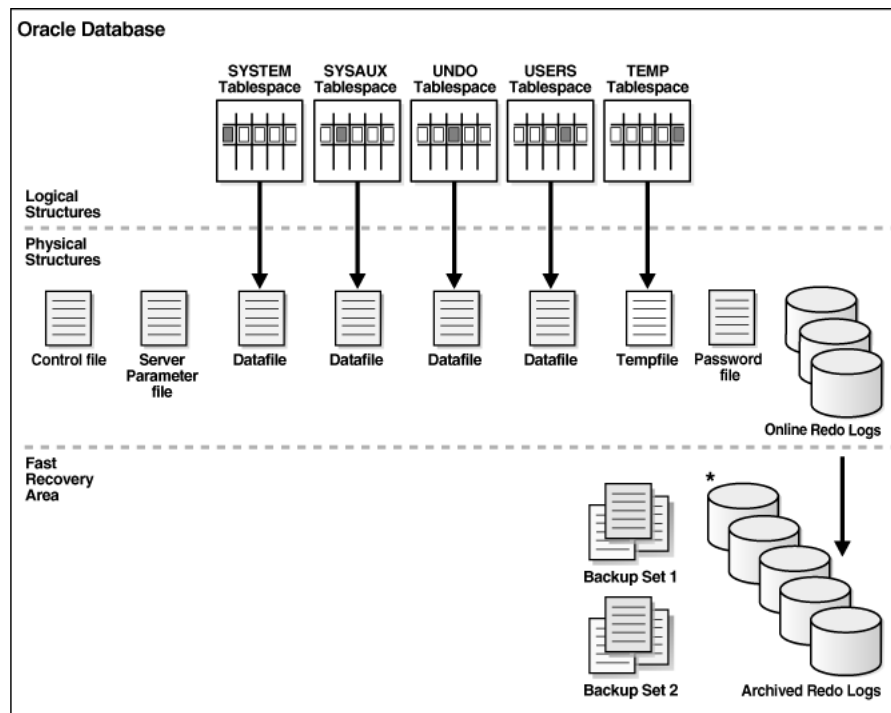 Oracle Database
SYSTEM
Tablespace
SYSAUX
Tablespace
UNDO
Tablespace
USERS
Tablespace
TEMP
Tablespace
Logical
Structures
Physical
Structures
Control file
Server
Parameter
file
Datafile
Datafile
Datafile
Datafile
Tempfile
Password
file
Online Redo Logs
Fast
Recovery
Area
*
Backup Set 1
Backup Set 2
Archived Redo Logs